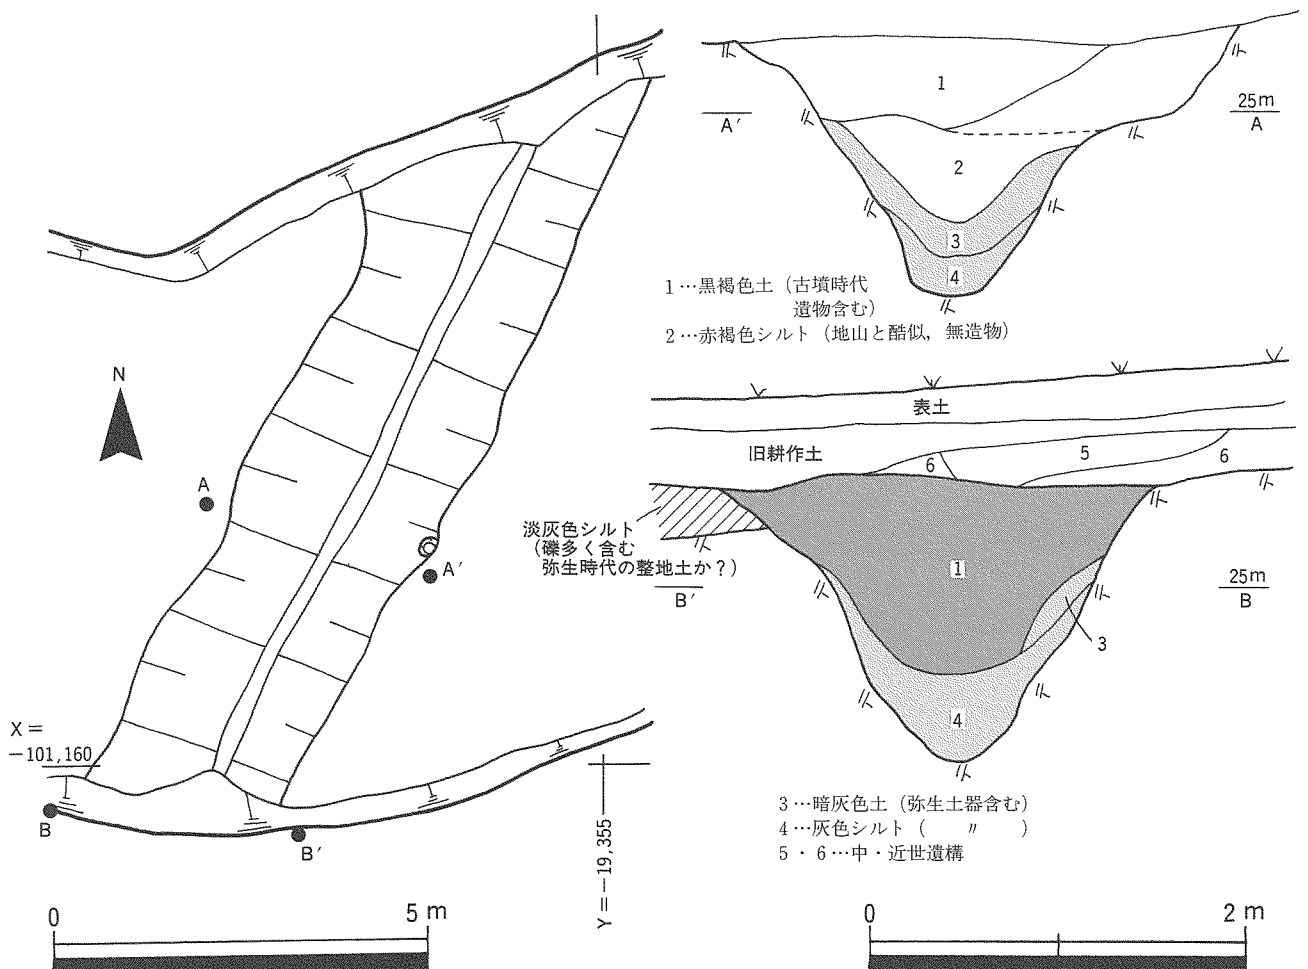 N
A
A′
X＝
－101,160
B
B′
Y＝－19,355
0 5 m
1
2
3
4
A′
25m
A
1…黒褐色土（古墳時代
遺物含む）
2…赤褐色シルト（地山と酷似，無造物）
表土
旧耕作土
6
5
6
淡灰色シルト
（礫多く含む
弥生時代の整地土か？）
1
3
4
B′
25m
B
3…暗灰色土（弥生土器含む）
4…灰色シルト（　〃　）
5・6…中・近世遺構
0 2 m